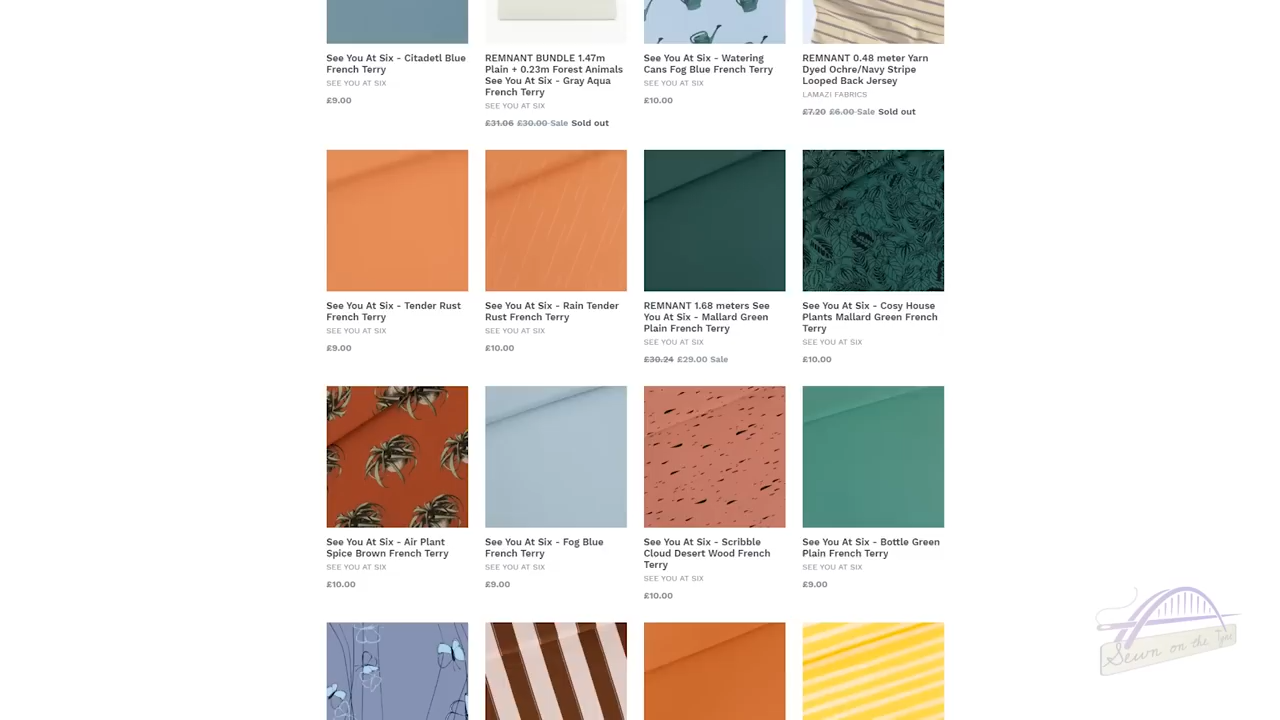 See You At Six - Citadetl Blue
French Terry
SEE YOU AT SIX
£9.00
REMNANT BUNDLE 1.47m
Plain + 0.23m Forest Animals
See You At Six - Gray Aqua
French Terry
SEE YOU AT SIX
£31.06 £30.00 Sale Sold out
See You At Six - Watering
Cans Fog Blue French Terry
SEE YOU AT SIX
£10.00
REMNANT 0.48 meter Yarn
Dyed Ochre/Navy Stripe
Looped Back Jersey
LAMAZI FABRICS
£7.20 £6.00 Sale Sold out
See You At Six - Tender Rust
French Terry
SEE YOU AT SIX
£9.00
See You At Six - Rain Tender
Rust French Terry
SEE YOU AT SIX
£10.00
REMNANT 1.68 meters See
You At Six - Mallard Green
Plain French Terry
SEE YOU AT SIX
£30.24 £29.00 Sale
See You At Six - Cosy House
Plants Mallard Green French
Terry
SEE YOU AT SIX
£10.00
See You At Six - Air Plant
Spice Brown French Terry
SEE YOU AT SIX
£10.00
See You At Six - Fog Blue
French Terry
SEE YOU AT SIX
£9.00
See You At Six - Scribble
Cloud Desert Wood French
Terry
SEE YOU AT SIX
£10.00
See You At Six - Bottle Green
Plain French Terry
SEE YOU AT SIX
£9.00
Sewn on the Tyne